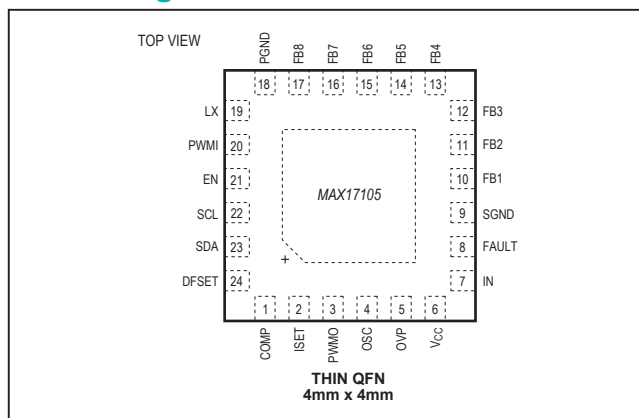 TOP VIEW
PGND
FB8
FB7
FB6
FB5
FB4
18 17 16 15 14 13
LX 19
PWMI 20
EN 21
SCL 22
SDA 23
DFSET 24
12 FB3
11 FB2
10 FB1
9 SGND
8 FAULT
7 IN
MAX17105
+
1 2 3 4 5 6
COMP
ISET
PWMO
OSC
OVP
VCC
THIN QFN
4mm x 4mm